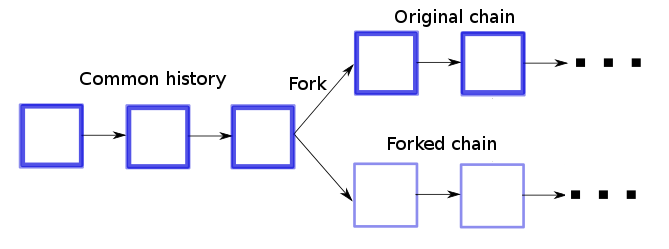 Original chain
Common history
Fork
Forked chain